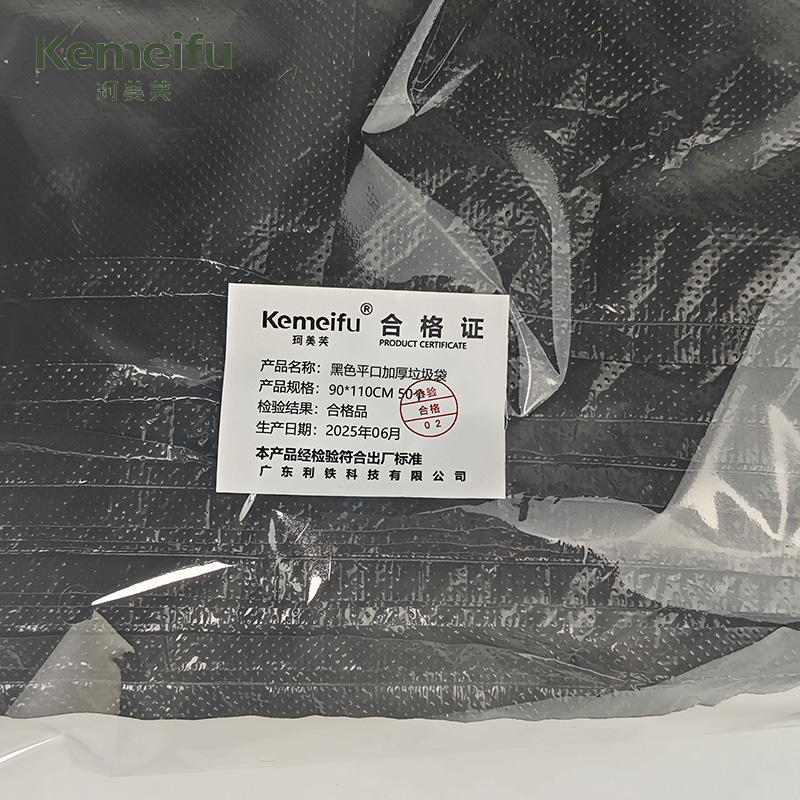 Kemeifu
珂美芙
Kemeifu® 合格证
珂美芙 PRODUCT CERTIFICATE
产品名称：黑色平口加厚垃圾袋
产品规格：90*110CM 50个
检验
检验结果：合格品
合格
02
生产日期：2025年06月
本产品经检验符合出厂标准
广东利铁科技有限公司